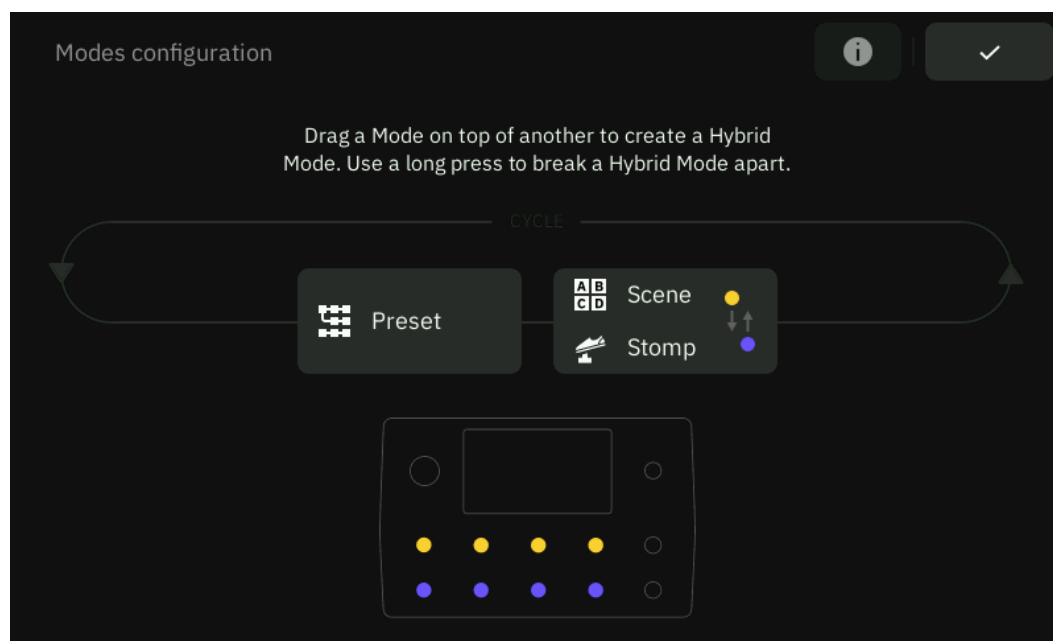 Modes configuration
Drag a Mode on top of another to create a Hybrid
Mode. Use a long press to break a Hybrid Mode apart.
CYCLE
Preset
A B
C D
Scene
Stomp